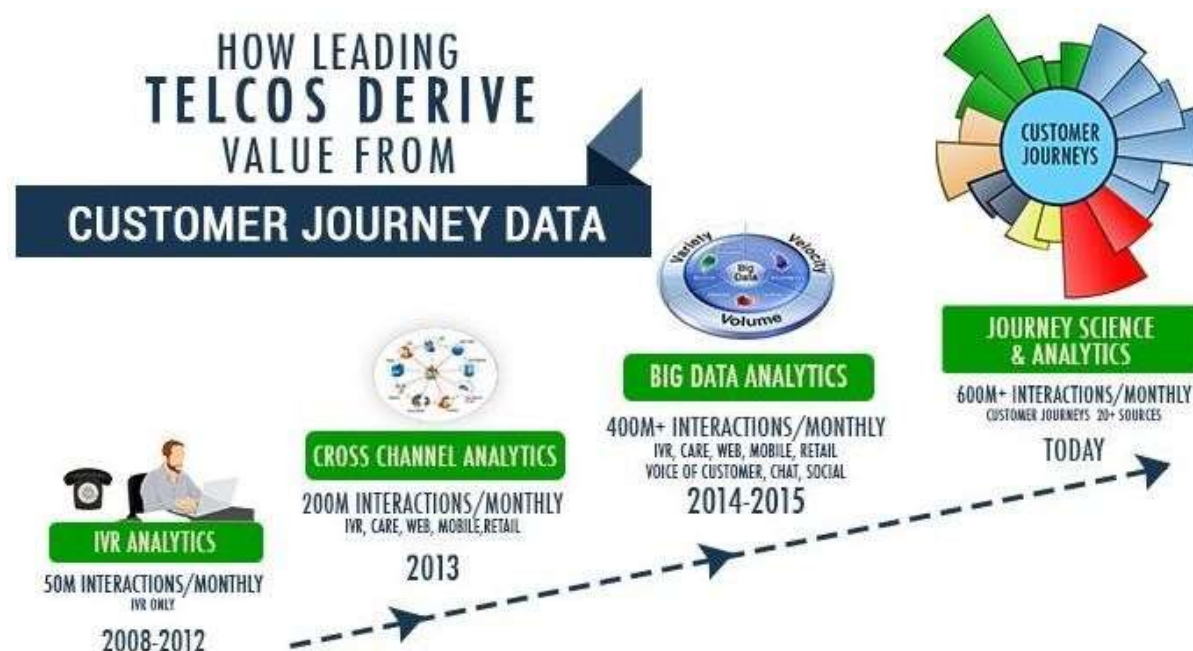 HOW LEADING
TELCOS DERIVE
VALUE FROM
CUSTOMER JOURNEY DATA
IVR ANALYTICS
50M INTERACTIONS/MONTHLY
IVR ONLY
2008-2012
CROSS CHANNEL ANALYTICS
200M INTERACTIONS/MONTHLY
IVR, CARE, WEB, MOBILE,RETAIL
2013
Variety
Velocity
Big
Data
Volume
BIG DATA ANALYTICS
400M+ INTERACTIONS/MONTHLY
IVR, CARE, WEB, MOBILE, RETAIL
VOICE OF CUSTOMER, CHAT, SOCIAL
2014-2015
CUSTOMER
JOURNEYS
JOURNEY SCIENCE
& ANALYTICS
600M+ INTERACTIONS/MONTHLY
CUSTOMER JOURNEYS 20+ SOURCES
TODAY